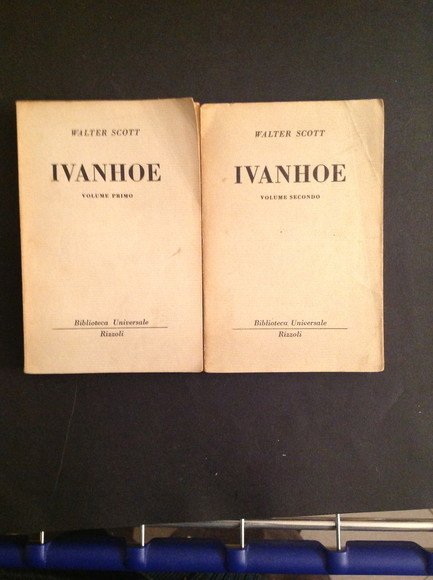 WALTER SCOTT
IVANHOE
VOLUME PRIMO
Biblioteca Universale
Rizzoli
WALTER SCOTT
IVANHOE
VOLUME SECONDO
Biblioteca Universale
Rizzoli